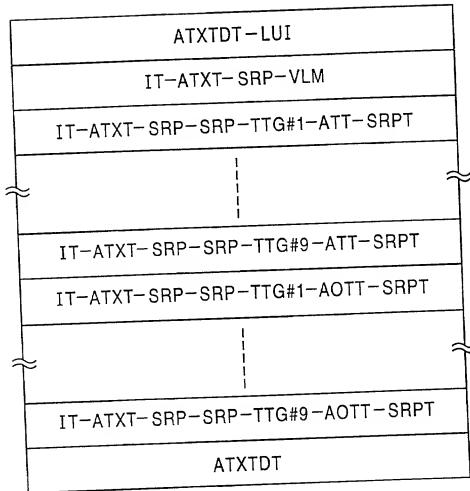 ATXTDT-LUI
IT-ATXT-SRP-VLM
IT-ATXT-SRP-SRP-TTG#1-ATT-SRPT
IT-ATXT-SRP-SRP-TTG#9-ATT-SRPT
IT-ATXT-SRP-SRP-TTG#1-AOTT-SRPT
IT-ATXT-SRP-SRP-TTG#9-AOTT-SRPT
ATXTDT